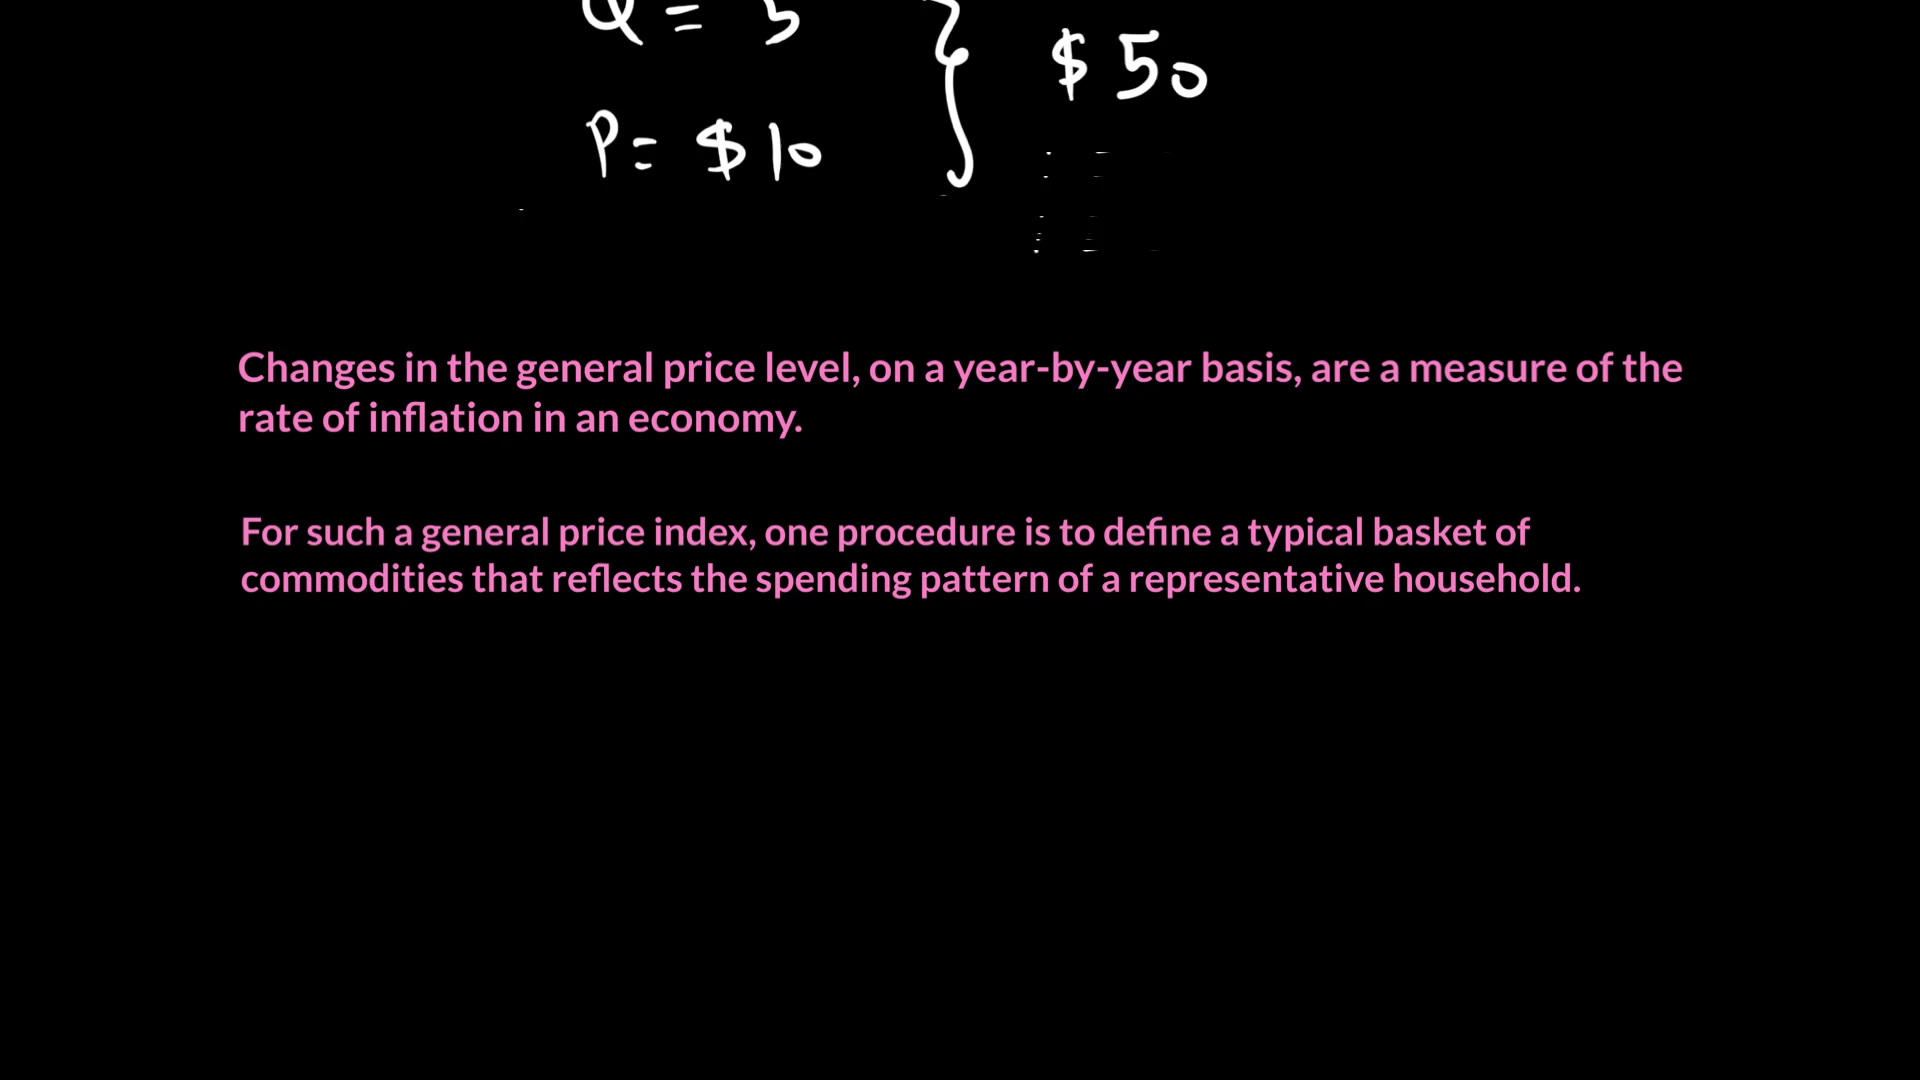 Q = 5
$50
P = $10
Changes in the general price level, on a year-by-year basis, are a measure of the
rate of inflation in an economy.
For such a general price index, one procedure is to define a typical basket of
commodities that reflects the spending pattern of a representative household.